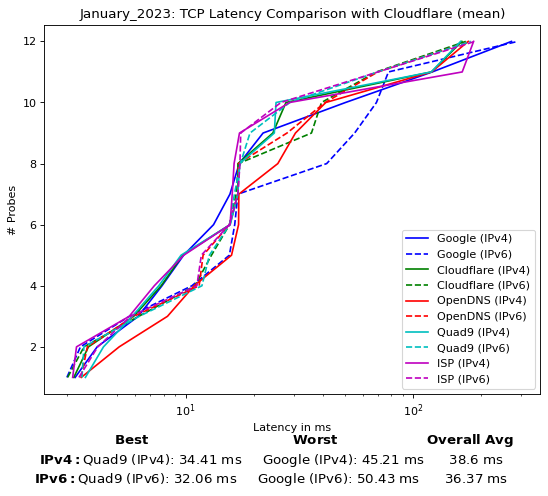 January_2023: TCP Latency Comparison with Cloudflare (mean)
# Probes
12
10
8
6
4
2
10¹
10²
Latency in ms
Google (IPv4)
Google (IPv6)
Cloudflare (IPv4)
Cloudflare (IPv6)
OpenDNS (IPv4)
OpenDNS (IPv6)
Quad9 (IPv4)
Quad9 (IPv6)
ISP (IPv4)
ISP (IPv6)
Best Worst Overall Avg
IPv4: Quad9 (IPv4): 34.41 ms Google (IPv4): 45.21 ms 38.6 ms
IPv6: Quad9 (IPv6): 32.06 ms Google (IPv6): 50.43 ms 36.37 ms